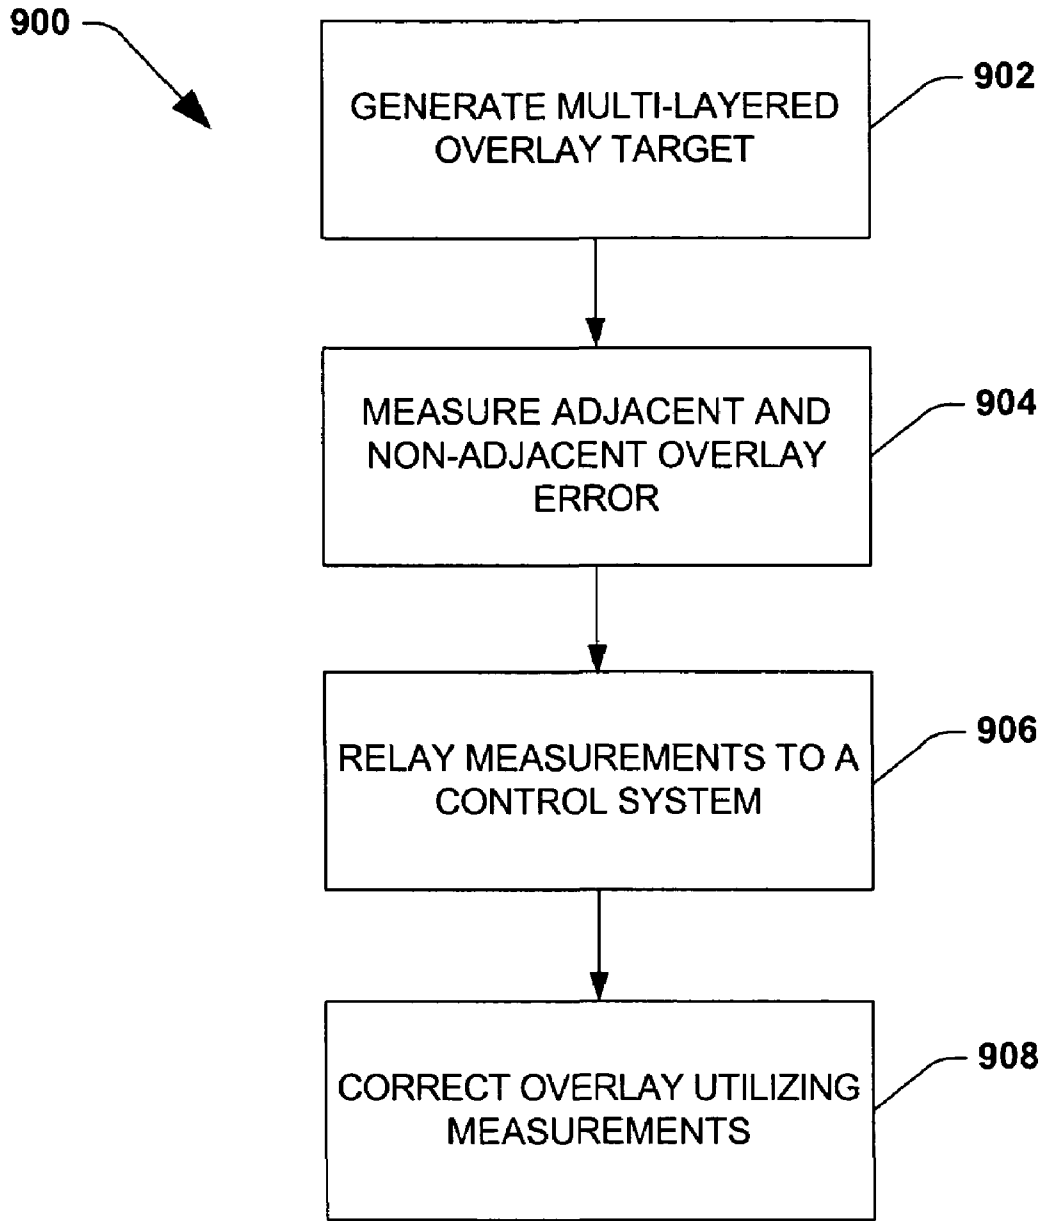 900
902
GENERATE MULTI-LAYERED
OVERLAY TARGET
904
MEASURE ADJACENT AND
NON-ADJACENT OVERLAY
ERROR
906
RELAY MEASUREMENTS TO A
CONTROL SYSTEM
908
CORRECT OVERLAY UTILIZING
MEASUREMENTS